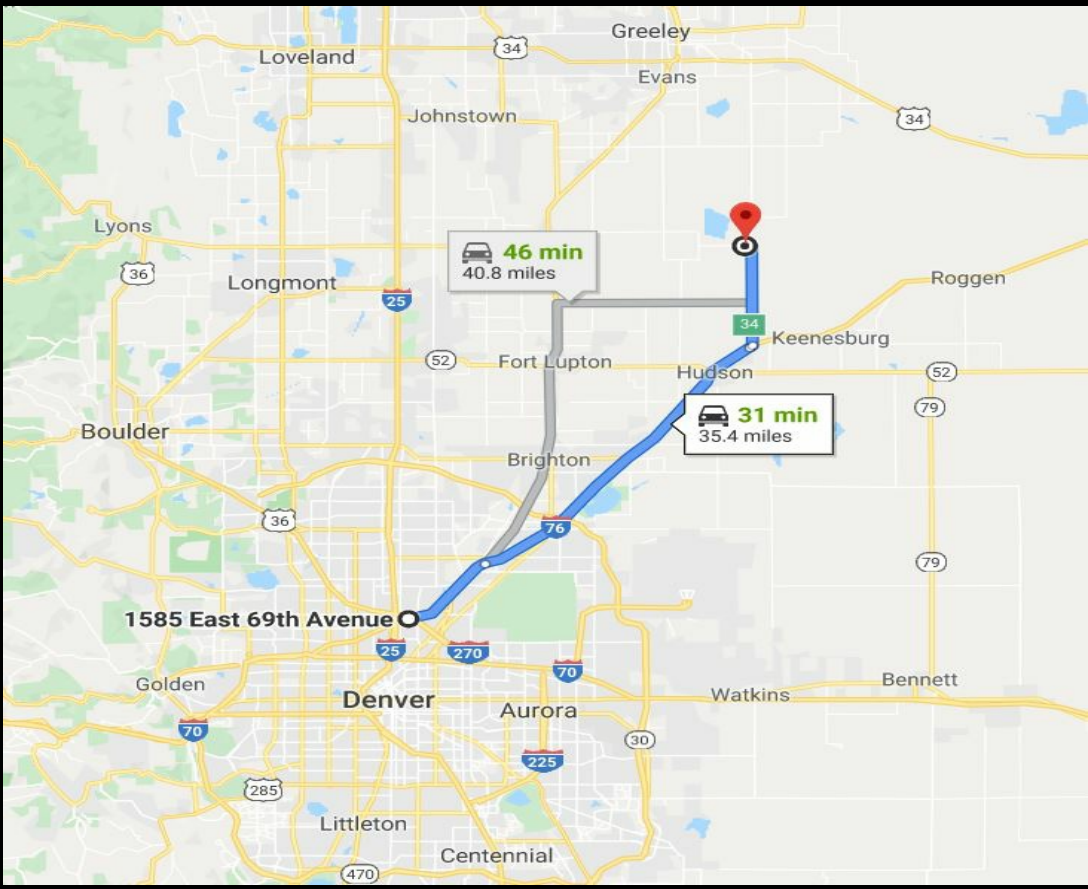 Greeley
34
Loveland
Evans
Johnstown
34
Lyons
46 min
40.8 miles
36
Longmont
Roggen
25
34
Keenesburg
52
Fort Lupton
Hudson
52
79
31 min
35.4 miles
Boulder
Brighton
36
76
79
1585 East 69th Avenue
25
270
70
Golden
Bennett
Denver
Watkins
Aurora
70
30
225
285
Littleton
Centennial
470